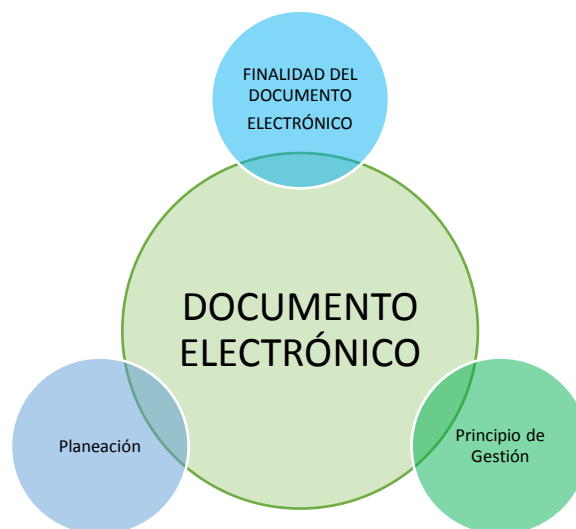 FINALIDAD DEL
DOCUMENTO
ELECTRÓNICO
DOCUMENTO
ELECTRÓNICO
Planeación
Principio de
Gestión